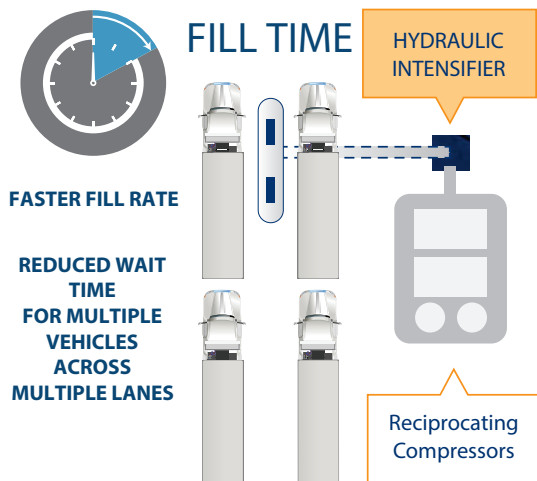 FILL TIME
HYDRAULIC
INTENSIFIER
FASTER FILL RATE
REDUCED WAIT
TIME
FOR MULTIPLE
VEHICLES
ACROSS
MULTIPLE LANES
Reciprocating
Compressors